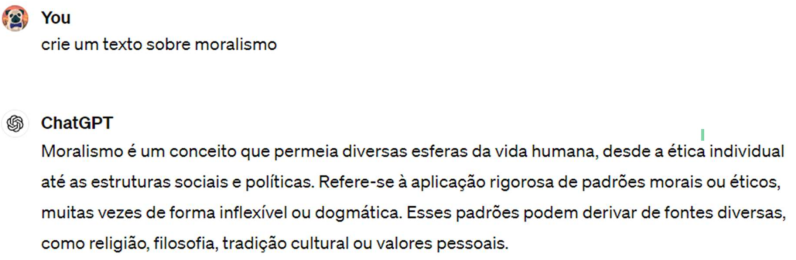 You
crie um texto sobre moralismo
ChatGPT
Moralismo é um conceito que permeia diversas esferas da vida humana, desde a ética individual
até as estruturas sociais e políticas. Refere-se à aplicação rigorosa de padrões morais ou éticos,
muitas vezes de forma inflexível ou dogmática. Esses padrões podem derivar de fontes diversas,
como religião, filosofia, tradição cultural ou valores pessoais.